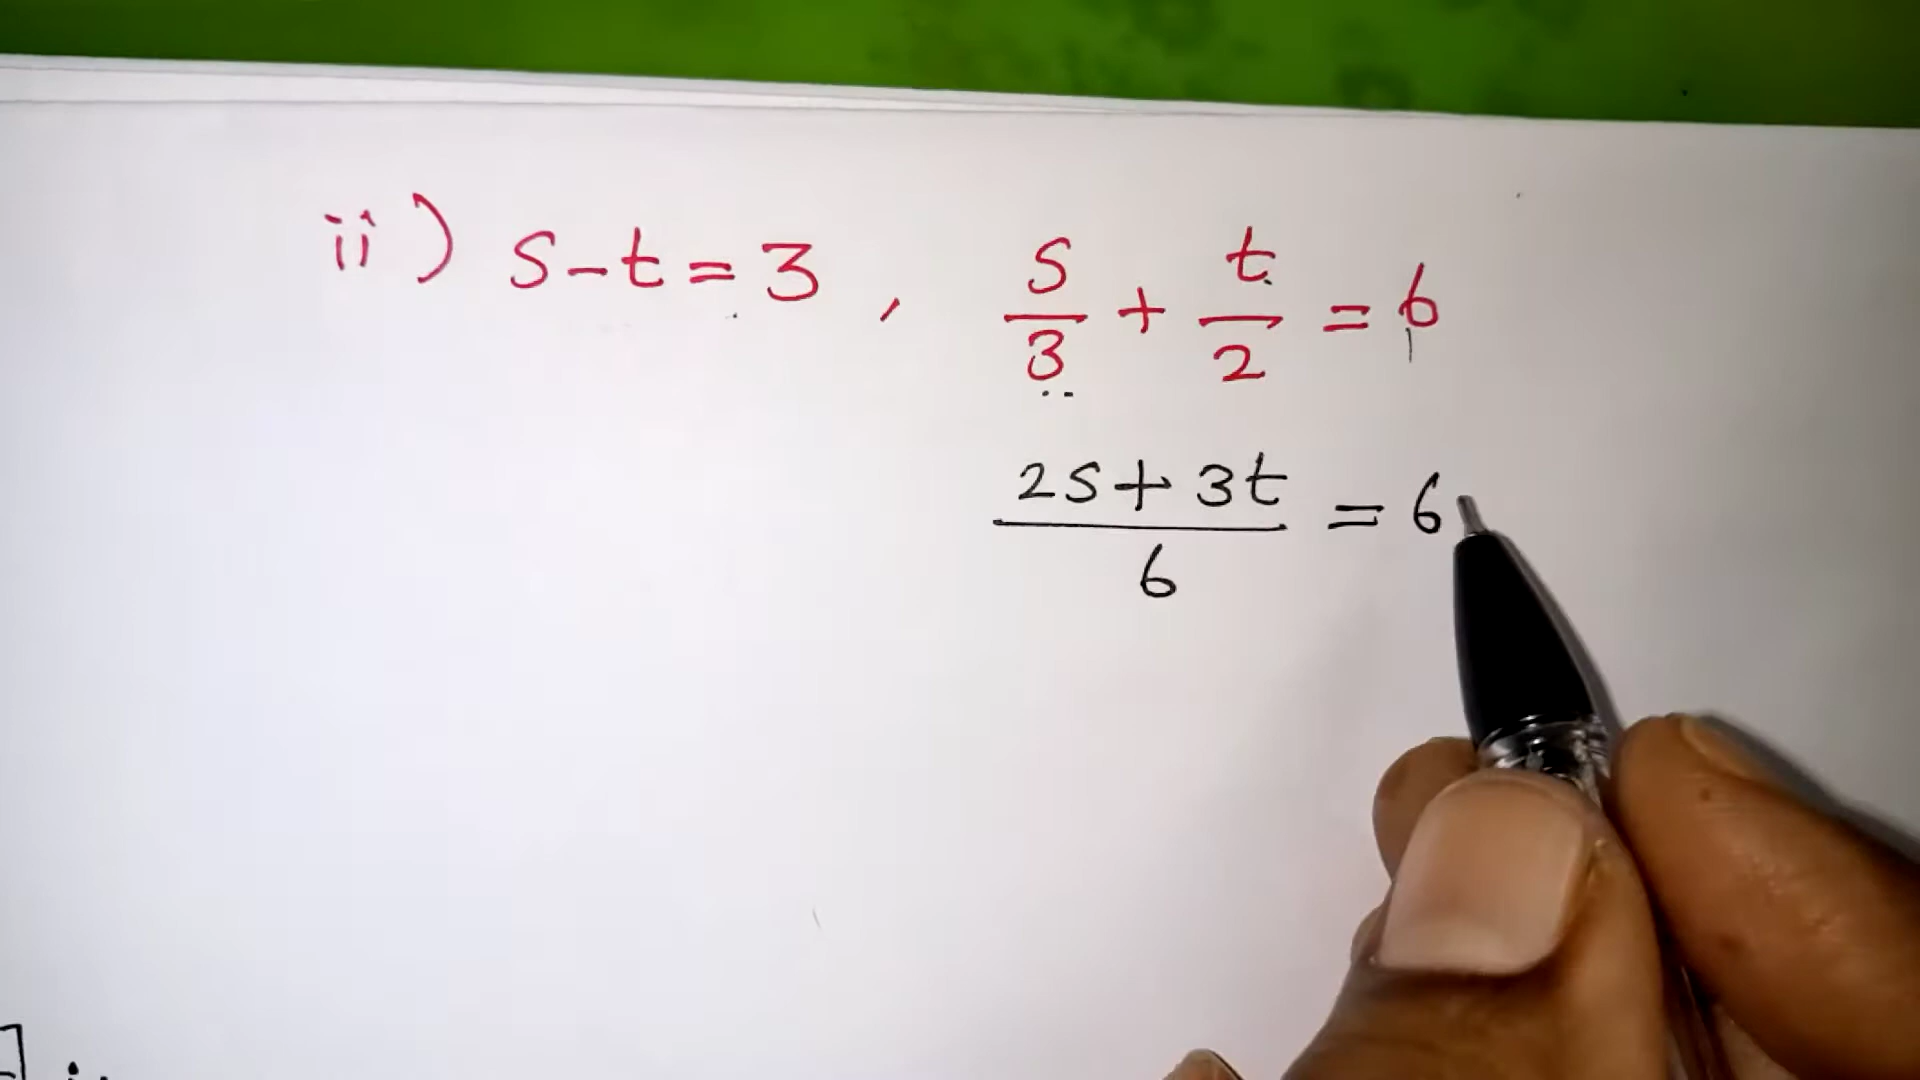 ii) s-t=3, s/3 + t/2 = 6
(2s+3t)/6 = 6